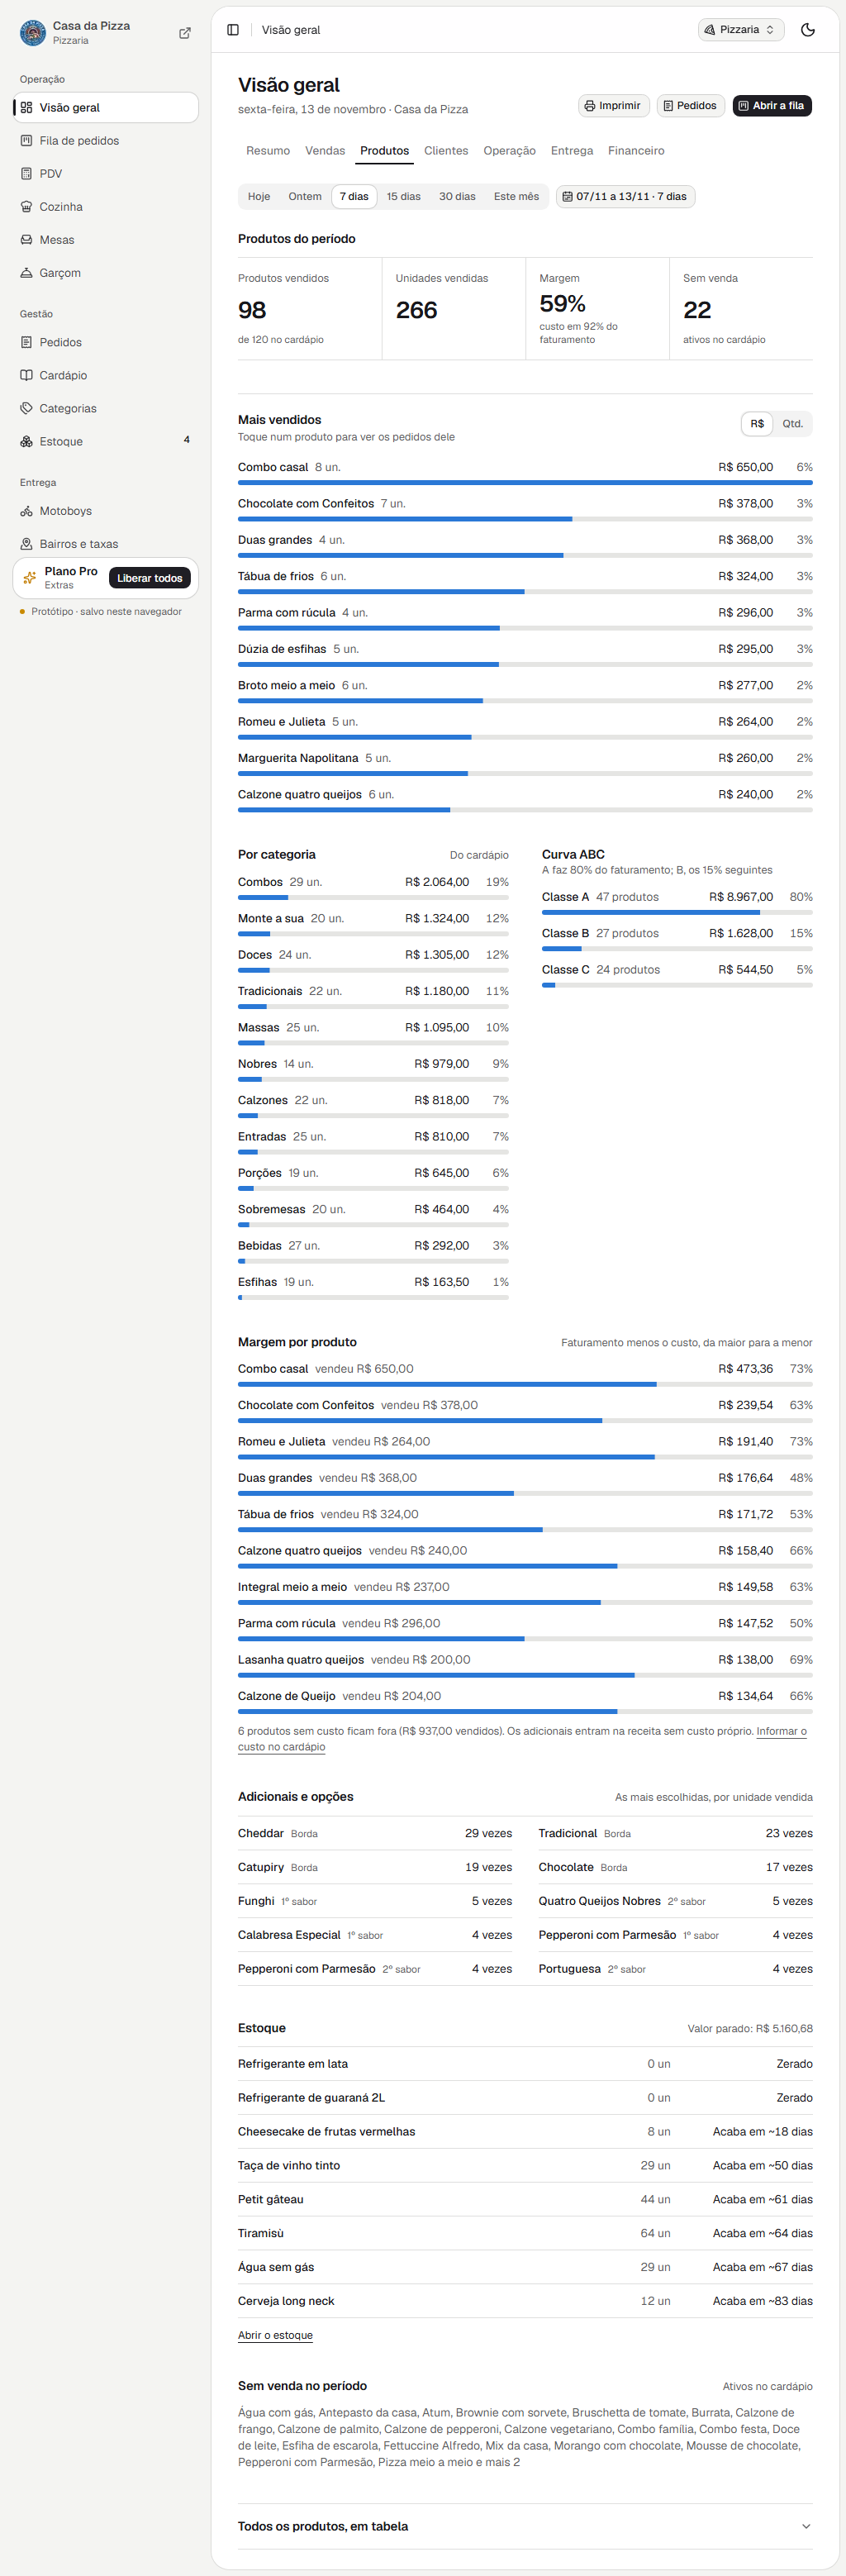 Casa da Pizza
Pizzaria
Operação
Visão geral
Fila de pedidos
PDV
Cozinha
Mesas
Garçom
Gestão
Pedidos
Cardápio
Categorias
Estoque 4
Entrega
Motoboys
Bairros e taxas
Plano Pro
Extras
Liberar todos
Protótipo · salvo neste navegador
Visão geral
Pizzaria
Visão geral
sexta-feira, 13 de novembro · Casa da Pizza
Imprimir
Pedidos
Abrir a fila
Resumo Vendas Produtos Clientes Operação Entrega Financeiro
Hoje Ontem 7 dias 15 dias 30 dias Este mês 07/11 a 13/11 · 7 dias
Produtos do período
Produtos vendidos
98
de 120 no cardápio
Unidades vendidas
266
Margem
59%
custo em 92% do
faturamento
Sem venda
22
ativos no cardápio
Mais vendidos
Toque num produto para ver os pedidos dele
R$ Qtd.
Combo casal 8 un. R$ 650,00 6%
Chocolate com Confeitos 7 un. R$ 378,00 3%
Duas grandes 4 un. R$ 368,00 3%
Tábua de frios 6 un. R$ 324,00 3%
Parma com rúcula 4 un. R$ 296,00 3%
Dúzia de esfihas 5 un. R$ 295,00 3%
Broto meio a meio 6 un. R$ 277,00 2%
Romeu e Julieta 5 un. R$ 264,00 2%
Marguerita Napolitana 5 un. R$ 260,00 2%
Calzone quatro queijos 6 un. R$ 240,00 2%
Por categoria Do cardápio
Combos 29 un. R$ 2.064,00 19%
Monte a sua 20 un. R$ 1.324,00 12%
Doces 24 un. R$ 1.305,00 12%
Tradicionais 22 un. R$ 1.180,00 11%
Massas 25 un. R$ 1.095,00 10%
Nobres 14 un. R$ 979,00 9%
Calzones 22 un. R$ 818,00 7%
Entradas 25 un. R$ 810,00 7%
Porções 19 un. R$ 645,00 6%
Sobremesas 20 un. R$ 464,00 4%
Bebidas 27 un. R$ 292,00 3%
Esfihas 19 un. R$ 163,50 1%
Curva ABC
A faz 80% do faturamento; B, os 15% seguintes
Classe A 47 produtos R$ 8.967,00 80%
Classe B 27 produtos R$ 1.628,00 15%
Classe C 24 produtos R$ 544,50 5%
Margem por produto Faturamento menos o custo, da maior para a menor
Combo casal vendeu R$ 650,00 R$ 473,36 73%
Chocolate com Confeitos vendeu R$ 378,00 R$ 239,54 63%
Romeu e Julieta vendeu R$ 264,00 R$ 191,40 73%
Duas grandes vendeu R$ 368,00 R$ 176,64 48%
Tábua de frios vendeu R$ 324,00 R$ 171,72 53%
Calzone quatro queijos vendeu R$ 240,00 R$ 158,40 66%
Integral meio a meio vendeu R$ 237,00 R$ 149,58 63%
Parma com rúcula vendeu R$ 296,00 R$ 147,52 50%
Lasanha quatro queijos vendeu R$ 200,00 R$ 138,00 69%
Calzone de Queijo vendeu R$ 204,00 R$ 134,64 66%
6 produtos sem custo ficam fora (R$ 937,00 vendidos). Os adicionais entram na receita sem custo próprio. Informar o
custo no cardápio
Adicionais e opções As mais escolhidas, por unidade vendida
Cheddar Borda 29 vezes Tradicional Borda 23 vezes
Catupiry Borda 19 vezes Chocolate Borda 17 vezes
Funghi 1º sabor 5 vezes Quatro Queijos Nobres 2º sabor 5 vezes
Calabresa Especial 1º sabor 4 vezes Pepperoni com Parmesão 1º sabor 4 vezes
Pepperoni com Parmesão 2º sabor 4 vezes Portuguesa 2º sabor 4 vezes
Estoque Valor parado: R$ 5.160,68
Refrigerante em lata 0 un Zerado
Refrigerante de guaraná 2L 0 un Zerado
Cheesecake de frutas vermelhas 8 un Acaba em ~18 dias
Taça de vinho tinto 29 un Acaba em ~50 dias
Petit gâteau 44 un Acaba em ~61 dias
Tiramisù 64 un Acaba em ~64 dias
Água sem gás 29 un Acaba em ~67 dias
Cerveja long neck 12 un Acaba em ~83 dias
Abrir o estoque
Sem venda no período Ativos no cardápio
Água com gás, Antepasto da casa, Atum, Brownie com sorvete, Bruschetta de tomate, Burrata, Calzone de
frango, Calzone de palmito, Calzone de pepperoni, Calzone vegetariano, Combo família, Combo festa, Doce
de leite, Esfiha de escarola, Fettuccine Alfredo, Mix da casa, Morango com chocolate, Mousse de chocolate,
Pepperoni com Parmesão, Pizza meio a meio e mais 2
Todos os produtos, em tabela